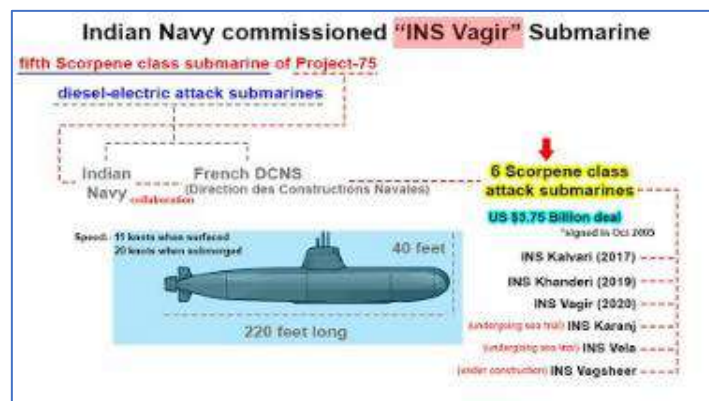 Indian Navy commissioned “INS Vagir” Submarine
fifth Scorpene class submarine of Project-75
diesel-electric attack submarines
Indian
Navy
collaboration
French DCNS
(Direction des Constructions Navales)
6 Scorpene class
attack submarines
US $3.75 Billion deal
*signed in Oct 2005
Speed:- 11 knots when surfaced
20 knots when submerged
40 feet
220 feet long
INS Kalvari (2017)
INS Khanderi (2019)
INS Vagir (2020)
(undergoing sea trial) INS Karanj
(undergoing sea trial) INS Vela
(under construction) INS Vagsheer